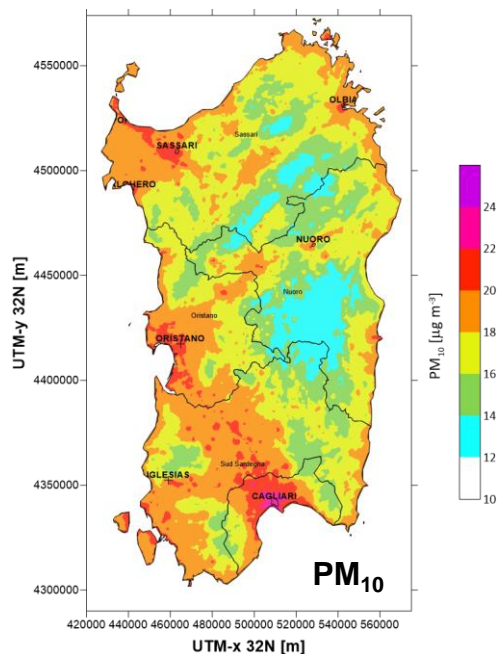 4550000
4500000
4450000
4400000
4350000
4300000
UTM-y 32N [m]
OLBIA
Sassari
SASSARI
ALGHERO
NUORO
Nuoro
Oristano
ORISTANO
Sud Sardegna
IGLESIAS
CAGLIARI
PM10
420000 440000 460000 480000 500000 520000 540000 560000
UTM-x 32N [m]
24
22
20
18
16
14
12
10
PM10 [µg m-3]